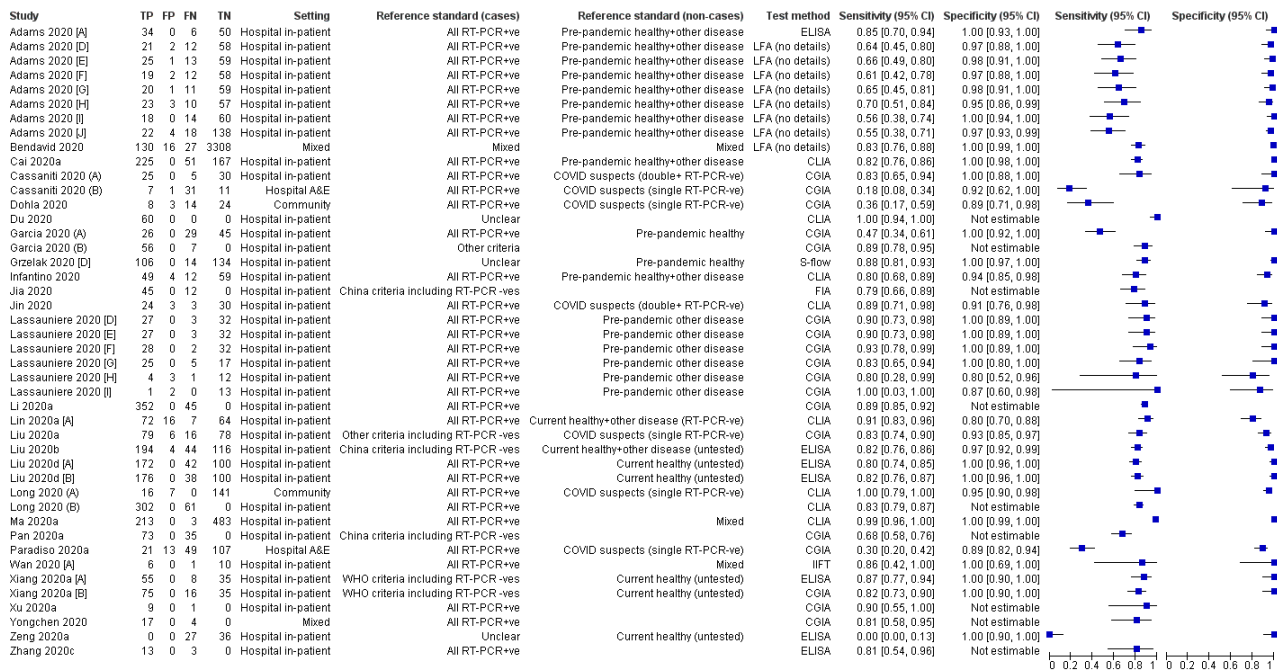 Study TP FP FN TN Setting Reference standard (cases) Reference standard (non-cases) Test method Sensitivity (95% CI) Specificity (95% CI) Sensitivity (95% CI) Specificity (95% CI)
Adams 2020 [A] 34 0 6 50 Hospital in-patient All RT-PCR+ve Pre-pandemic healthy+other disease ELISA 0.85 [0.70, 0.94] 1.00 [0.93, 1.00]
Adams 2020 [D] 21 2 12 58 Hospital in-patient All RT-PCR+ve Pre-pandemic healthy+other disease LFA (no details) 0.64 [0.45, 0.80] 0.97 [0.88, 1.00]
Adams 2020 [E] 25 1 13 59 Hospital in-patient All RT-PCR+ve Pre-pandemic healthy+other disease LFA (no details) 0.66 [0.49, 0.80] 0.98 [0.91, 1.00]
Adams 2020 [F] 19 2 12 58 Hospital in-patient All RT-PCR+ve Pre-pandemic healthy+other disease LFA (no details) 0.61 [0.42, 0.78] 0.97 [0.88, 1.00]
Adams 2020 [G] 20 1 11 59 Hospital in-patient All RT-PCR+ve Pre-pandemic healthy+other disease LFA (no details) 0.65 [0.45, 0.81] 0.98 [0.91, 1.00]
Adams 2020 [H] 23 3 10 57 Hospital in-patient All RT-PCR+ve Pre-pandemic healthy+other disease LFA (no details) 0.70 [0.51, 0.84] 0.95 [0.86, 0.99]
Adams 2020 [I] 18 0 14 60 Hospital in-patient All RT-PCR+ve Pre-pandemic healthy+other disease LFA (no details) 0.56 [0.38, 0.74] 1.00 [0.94, 1.00]
Adams 2020 [J] 22 4 18 138 Hospital in-patient All RT-PCR+ve Pre-pandemic healthy+other disease LFA (no details) 0.55 [0.38, 0.71] 0.97 [0.93, 0.99]
Bendavid 2020 130 16 27 3308 Mixed Mixed Mixed LFA (no details) 0.83 [0.76, 0.88] 1.00 [0.99, 1.00]
Cai 2020a 225 0 51 167 Hospital in-patient All RT-PCR+ve Pre-pandemic healthy+other disease CLIA 0.82 [0.76, 0.86] 1.00 [0.98, 1.00]
Cassaniti 2020 (A) 25 0 5 30 Hospital in-patient All RT-PCR+ve COVID suspects (double+ RT-PCR-ve) CGIA 0.83 [0.65, 0.94] 1.00 [0.88, 1.00]
Cassaniti 2020 (B) 7 1 31 11 Hospital A&E All RT-PCR+ve COVID suspects (single RT-PCR-ve) CGIA 0.18 [0.08, 0.34] 0.92 [0.62, 1.00]
Dohla 2020 8 3 14 24 Community All RT-PCR+ve COVID suspects (single RT-PCR-ve) CGIA 0.36 [0.17, 0.59] 0.89 [0.71, 0.98]
Du 2020 60 0 0 0 Hospital in-patient Unclear CLIA 1.00 [0.94, 1.00] Not estimable
Garcia 2020 (A) 26 0 29 45 Hospital in-patient All RT-PCR+ve Pre-pandemic healthy CGIA 0.47 [0.34, 0.61] 1.00 [0.92, 1.00]
Garcia 2020 (B) 56 0 7 0 Hospital in-patient Other criteria CGIA 0.89 [0.78, 0.95] Not estimable
Grzelak 2020 [D] 106 0 14 134 Hospital in-patient Unclear Pre-pandemic healthy S-flow 0.88 [0.81, 0.93] 1.00 [0.97, 1.00]
Infantino 2020 49 4 12 59 Hospital in-patient All RT-PCR+ve Pre-pandemic healthy+other disease CLIA 0.80 [0.68, 0.89] 0.94 [0.85, 0.98]
Jia 2020 45 0 12 0 Hospital in-patient China criteria including RT-PCR -ves FIA 0.79 [0.66, 0.89] Not estimable
Jin 2020 24 3 3 30 Hospital in-patient All RT-PCR+ve COVID suspects (double+ RT-PCR-ve) CLIA 0.89 [0.71, 0.98] 0.91 [0.76, 0.98]
Lassauniere 2020 [D] 27 0 3 32 Hospital in-patient All RT-PCR+ve Pre-pandemic other disease CGIA 0.90 [0.73, 0.98] 1.00 [0.89, 1.00]
Lassauniere 2020 [E] 27 0 3 32 Hospital in-patient All RT-PCR+ve Pre-pandemic other disease CGIA 0.90 [0.73, 0.98] 1.00 [0.89, 1.00]
Lassauniere 2020 [F] 28 0 2 32 Hospital in-patient All RT-PCR+ve Pre-pandemic other disease CGIA 0.93 [0.78, 0.99] 1.00 [0.89, 1.00]
Lassauniere 2020 [G] 25 0 5 17 Hospital in-patient All RT-PCR+ve Pre-pandemic other disease CGIA 0.83 [0.65, 0.94] 1.00 [0.80, 1.00]
Lassauniere 2020 [H] 4 3 1 12 Hospital in-patient All RT-PCR+ve Pre-pandemic other disease CGIA 0.80 [0.28, 0.99] 0.80 [0.52, 0.96]
Lassauniere 2020 [I] 1 2 0 13 Hospital in-patient All RT-PCR+ve Pre-pandemic other disease CGIA 1.00 [0.03, 1.00] 0.87 [0.60, 0.98]
Li 2020a 352 0 45 0 Hospital in-patient All RT-PCR+ve CGIA 0.89 [0.85, 0.92] Not estimable
Lin 2020a [A] 72 16 7 64 Hospital in-patient All RT-PCR+ve Current healthy+other disease (RT-PCR-ve) CLIA 0.91 [0.83, 0.96] 0.80 [0.70, 0.88]
Liu 2020a 79 6 16 78 Hospital in-patient Other criteria including RT-PCR -ves COVID suspects (single RT-PCR-ve) CGIA 0.83 [0.74, 0.90] 0.93 [0.85, 0.97]
Liu 2020b 194 4 44 116 Hospital in-patient China criteria including RT-PCR -ves Current healthy+other disease (untested) ELISA 0.82 [0.76, 0.86] 0.97 [0.92, 0.99]
Liu 2020d [A] 172 0 42 100 Hospital in-patient All RT-PCR+ve Current healthy (untested) ELISA 0.80 [0.74, 0.85] 1.00 [0.96, 1.00]
Liu 2020d [B] 176 0 38 100 Hospital in-patient All RT-PCR+ve Current healthy (untested) ELISA 0.82 [0.76, 0.87] 1.00 [0.96, 1.00]
Long 2020 (A) 16 7 0 141 Community All RT-PCR+ve COVID suspects (single RT-PCR-ve) CLIA 1.00 [0.79, 1.00] 0.95 [0.90, 0.98]
Long 2020 (B) 302 0 61 0 Hospital in-patient All RT-PCR+ve CLIA 0.83 [0.79, 0.87] Not estimable
Ma 2020a 213 0 3 483 Hospital in-patient All RT-PCR+ve Mixed CLIA 0.99 [0.96, 1.00] 1.00 [0.99, 1.00]
Pan 2020a 73 0 35 0 Hospital in-patient China criteria including RT-PCR -ves CGIA 0.68 [0.58, 0.76] Not estimable
Paradiso 2020a 21 13 49 107 Hospital A&E All RT-PCR+ve COVID suspects (single RT-PCR-ve) CGIA 0.30 [0.20, 0.42] 0.89 [0.82, 0.94]
Wan 2020 [A] 6 0 1 10 Hospital in-patient All RT-PCR+ve Mixed IIFT 0.86 [0.42, 1.00] 1.00 [0.69, 1.00]
Xiang 2020a [A] 55 0 8 35 Hospital in-patient WHO criteria including RT-PCR -ves Current healthy (untested) ELISA 0.87 [0.77, 0.94] 1.00 [0.90, 1.00]
Xiang 2020a [B] 75 0 16 35 Hospital in-patient WHO criteria including RT-PCR -ves Current healthy (untested) CGIA 0.82 [0.73, 0.90] 1.00 [0.90, 1.00]
Xu 2020a 9 0 1 0 Hospital in-patient All RT-PCR+ve CGIA 0.90 [0.55, 1.00] Not estimable
Yongchen 2020 17 0 4 0 Mixed All RT-PCR+ve CGIA 0.81 [0.58, 0.95] Not estimable
Zeng 2020a 0 0 27 36 Hospital in-patient Unclear Current healthy (untested) ELISA 0.00 [0.00, 0.13] 1.00 [0.90, 1.00]
Zhang 2020c 13 0 3 0 Hospital in-patient All RT-PCR+ve ELISA 0.81 [0.54, 0.96] Not estimable
0 0.2 0.4 0.6 0.8 1 0 0.2 0.4 0.6 0.8 1